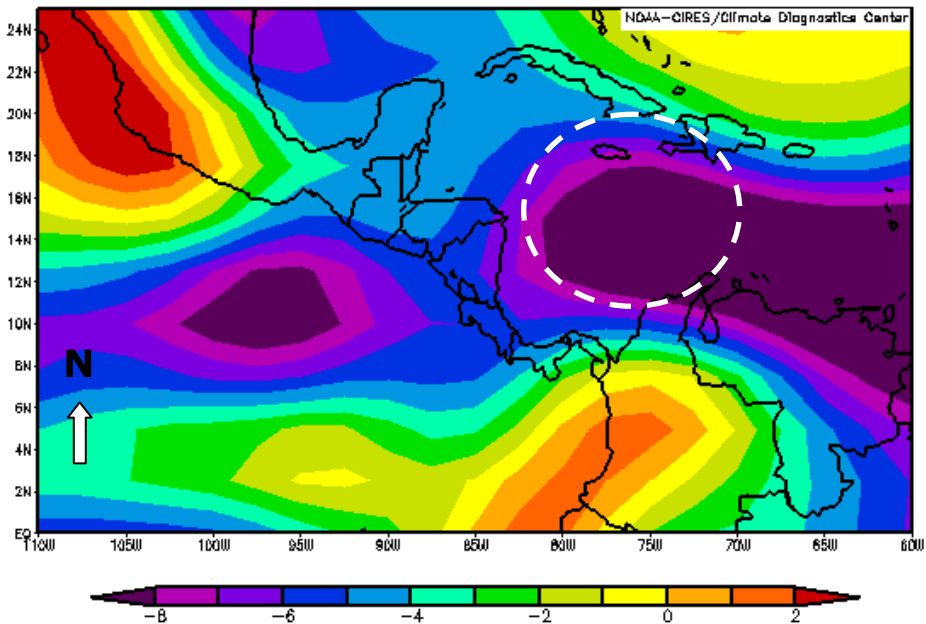 NOAA-CIRES/Climate Diagnostics Center
24N
22N
20N
18N
16N
14N
12N
10N
8N
N
6N
4N
2N
EQ
110W 105W 100W 95W 90W 85W 80W 75W 70W 65W 60W
-8 -6 -4 -2 0 2